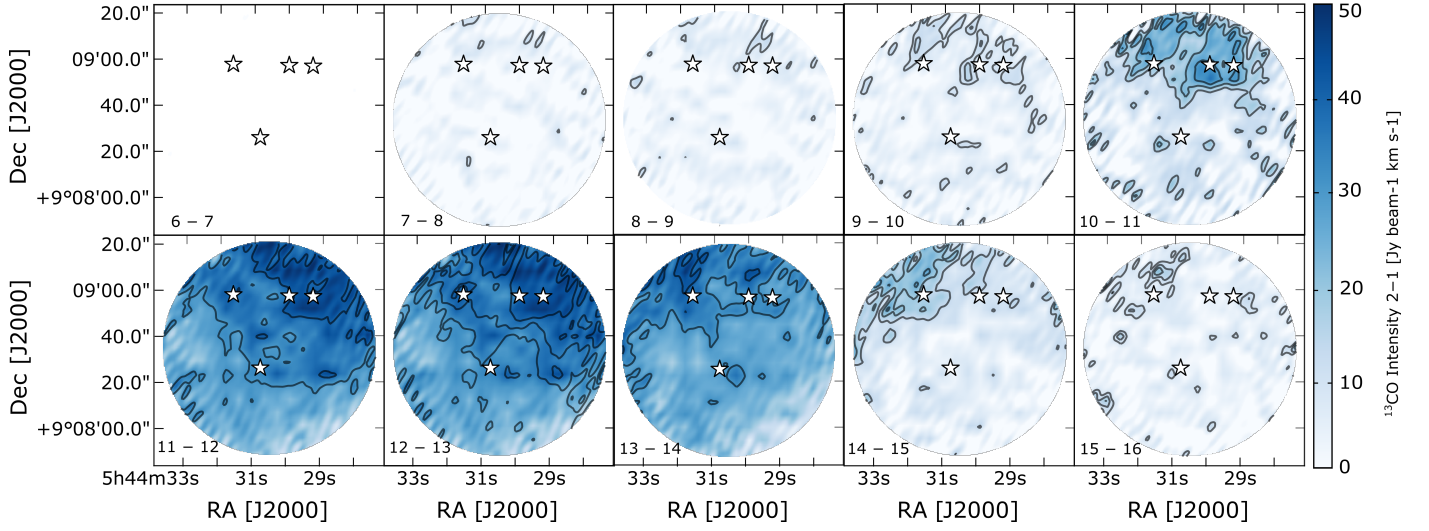 20.0"
09'00.0"
40.0"
20.0"
+9°08'00.0"
Dec [J2000]
6 − 7
7 − 8
8 − 9
9 − 10
10 − 11
20.0"
09'00.0"
40.0"
20.0"
+9°08'00.0"
Dec [J2000]
11 − 12
12 − 13
13 − 14
14 − 15
15 − 16
5h44m33s 31s 29s
33s 31s 29s
33s 31s 29s
33s 31s 29s
33s 31s 29s
RA [J2000]
RA [J2000]
RA [J2000]
RA [J2000]
RA [J2000]
50
40
30
20
10
0
¹³CO Intensity 2−1 [Jy beam-1 km s-1]